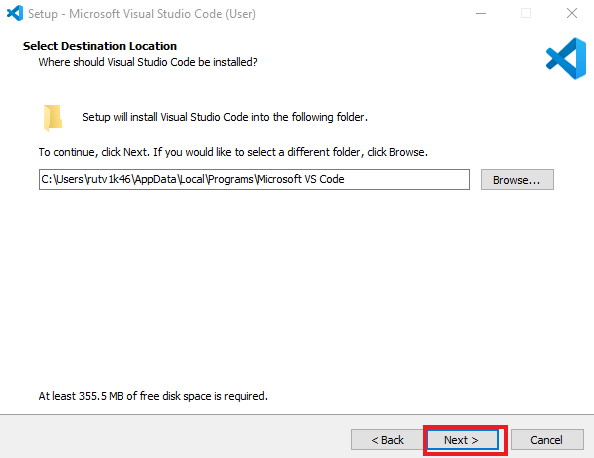 Setup - Microsoft Visual Studio Code (User)
Select Destination Location
Where should Visual Studio Code be installed?
Setup will install Visual Studio Code into the following folder.
To continue, click Next. If you would like to select a different folder, click Browse.
C:\Users\rutv1k46\AppData\Local\Programs\Microsoft VS Code
Browse...
At least 355.5 MB of free disk space is required.
< Back
Next >
Cancel